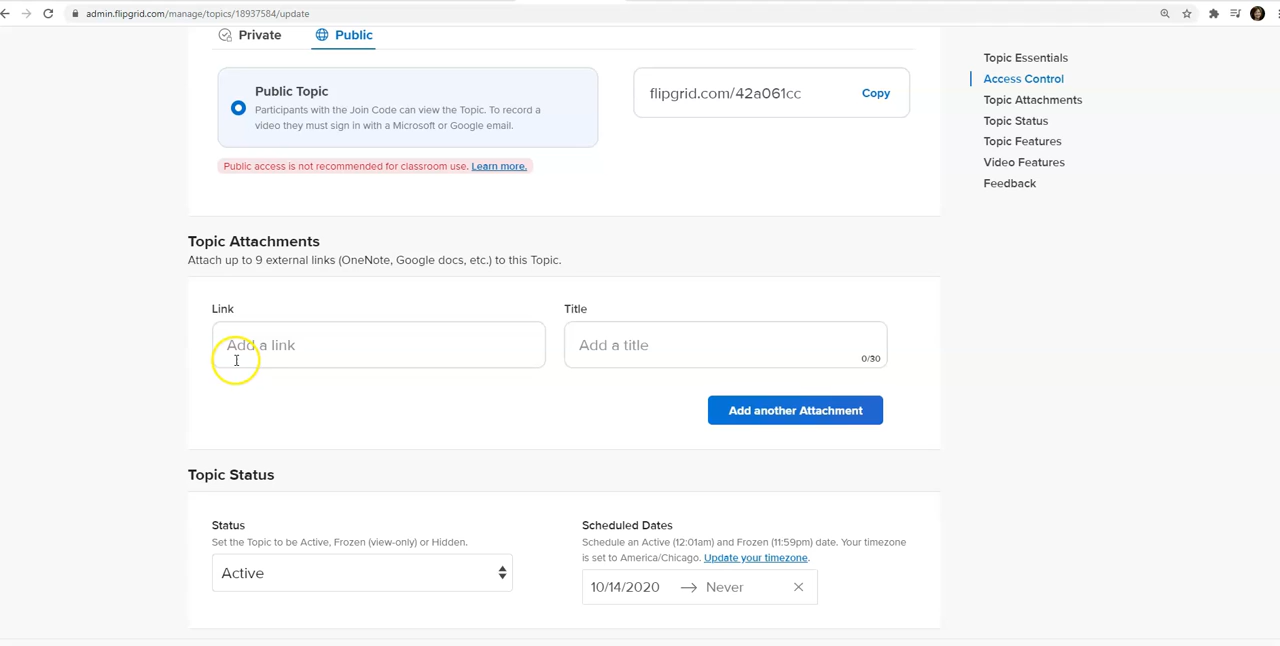 admin.flipgrid.com/manage/topics/18937584/update
Private
Public
Topic Essentials
Access Control
Topic Attachments
Topic Status
Topic Features
Video Features
Feedback
Public Topic
Participants with the Join Code can view the Topic. To record a
video they must sign in with a Microsoft or Google email.
flipgrid.com/42a061cc
Copy
Public access is not recommended for classroom use. Learn more.
Topic Attachments
Attach up to 9 external links (OneNote, Google docs, etc.) to this Topic.
Link
Title
Add a link
Add a title
0/30
Add another Attachment
Topic Status
Status
Set the Topic to be Active, Frozen (view-only) or Hidden.
Active
Scheduled Dates
Schedule an Active (12:01am) and Frozen (11:59pm) date. Your timezone
is set to America/Chicago. Update your timezone.
10/14/2020 → Never